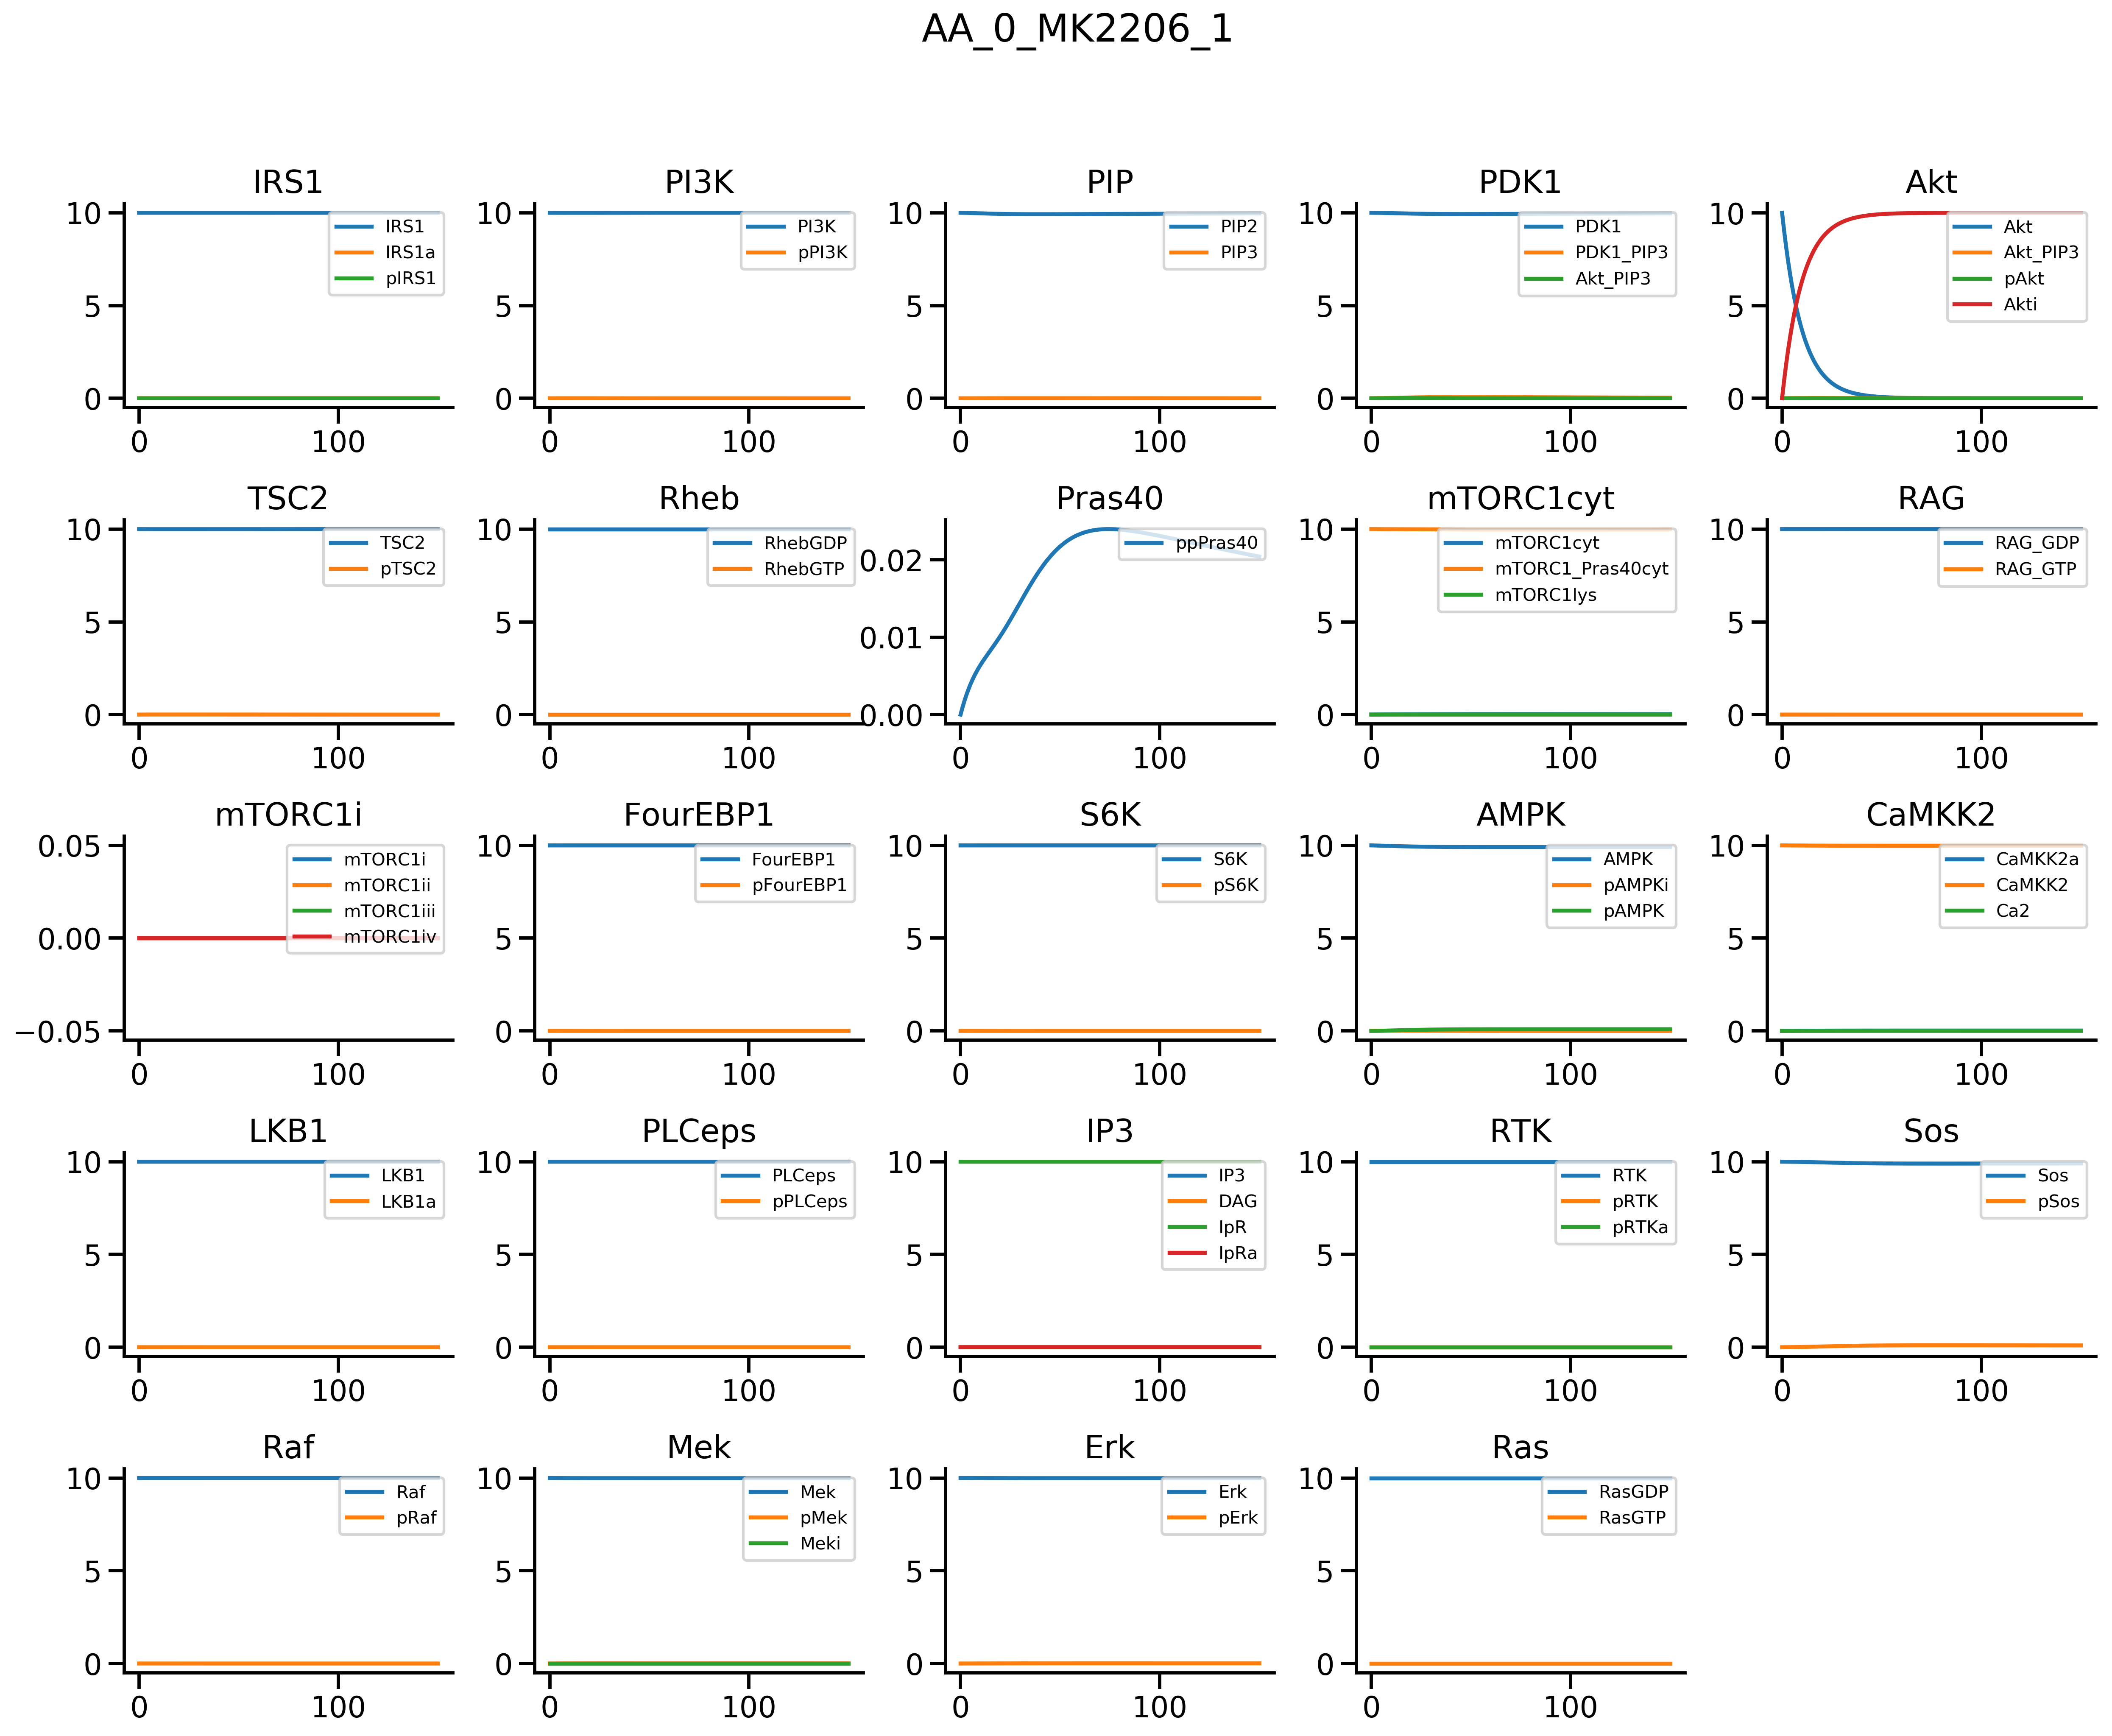 AA_0_MK2206_1
IRS1
10
5
0
0
100
IRS1
IRS1a
pIRS1
PI3K
10
5
0
0
100
PI3K
pPI3K
PIP
10
5
0
0
100
PIP2
PIP3
PDK1
10
5
0
0
100
PDK1
PDK1_PIP3
Akt_PIP3
Akt
10
5
0
0
100
Akt
Akt_PIP3
pAkt
Akti
TSC2
10
5
0
0
100
TSC2
pTSC2
Rheb
10
5
0
0
100
RhebGDP
RhebGTP
Pras40
0.02
0.01
0.00
0
100
ppPras40
mTORC1cyt
10
5
0
0
100
mTORC1cyt
mTORC1_Pras40cyt
mTORC1lys
RAG
10
5
0
0
100
RAG_GDP
RAG_GTP
mTORC1i
0.05
0.00
−0.05
0
100
mTORC1i
mTORC1ii
mTORC1iii
mTORC1iv
FourEBP1
10
5
0
0
100
FourEBP1
pFourEBP1
S6K
10
5
0
0
100
S6K
pS6K
AMPK
10
5
0
0
100
AMPK
pAMPKi
pAMPK
CaMKK2
10
5
0
0
100
CaMKK2a
CaMKK2
Ca2
LKB1
10
5
0
0
100
LKB1
LKB1a
PLCeps
10
5
0
0
100
PLCeps
pPLCeps
IP3
10
5
0
0
100
IP3
DAG
IpR
IpRa
RTK
10
5
0
0
100
RTK
pRTK
pRTKa
Sos
10
5
0
0
100
Sos
pSos
Raf
10
5
0
0
100
Raf
pRaf
Mek
10
5
0
0
100
Mek
pMek
Meki
Erk
10
5
0
0
100
Erk
pErk
Ras
10
5
0
0
100
RasGDP
RasGTP